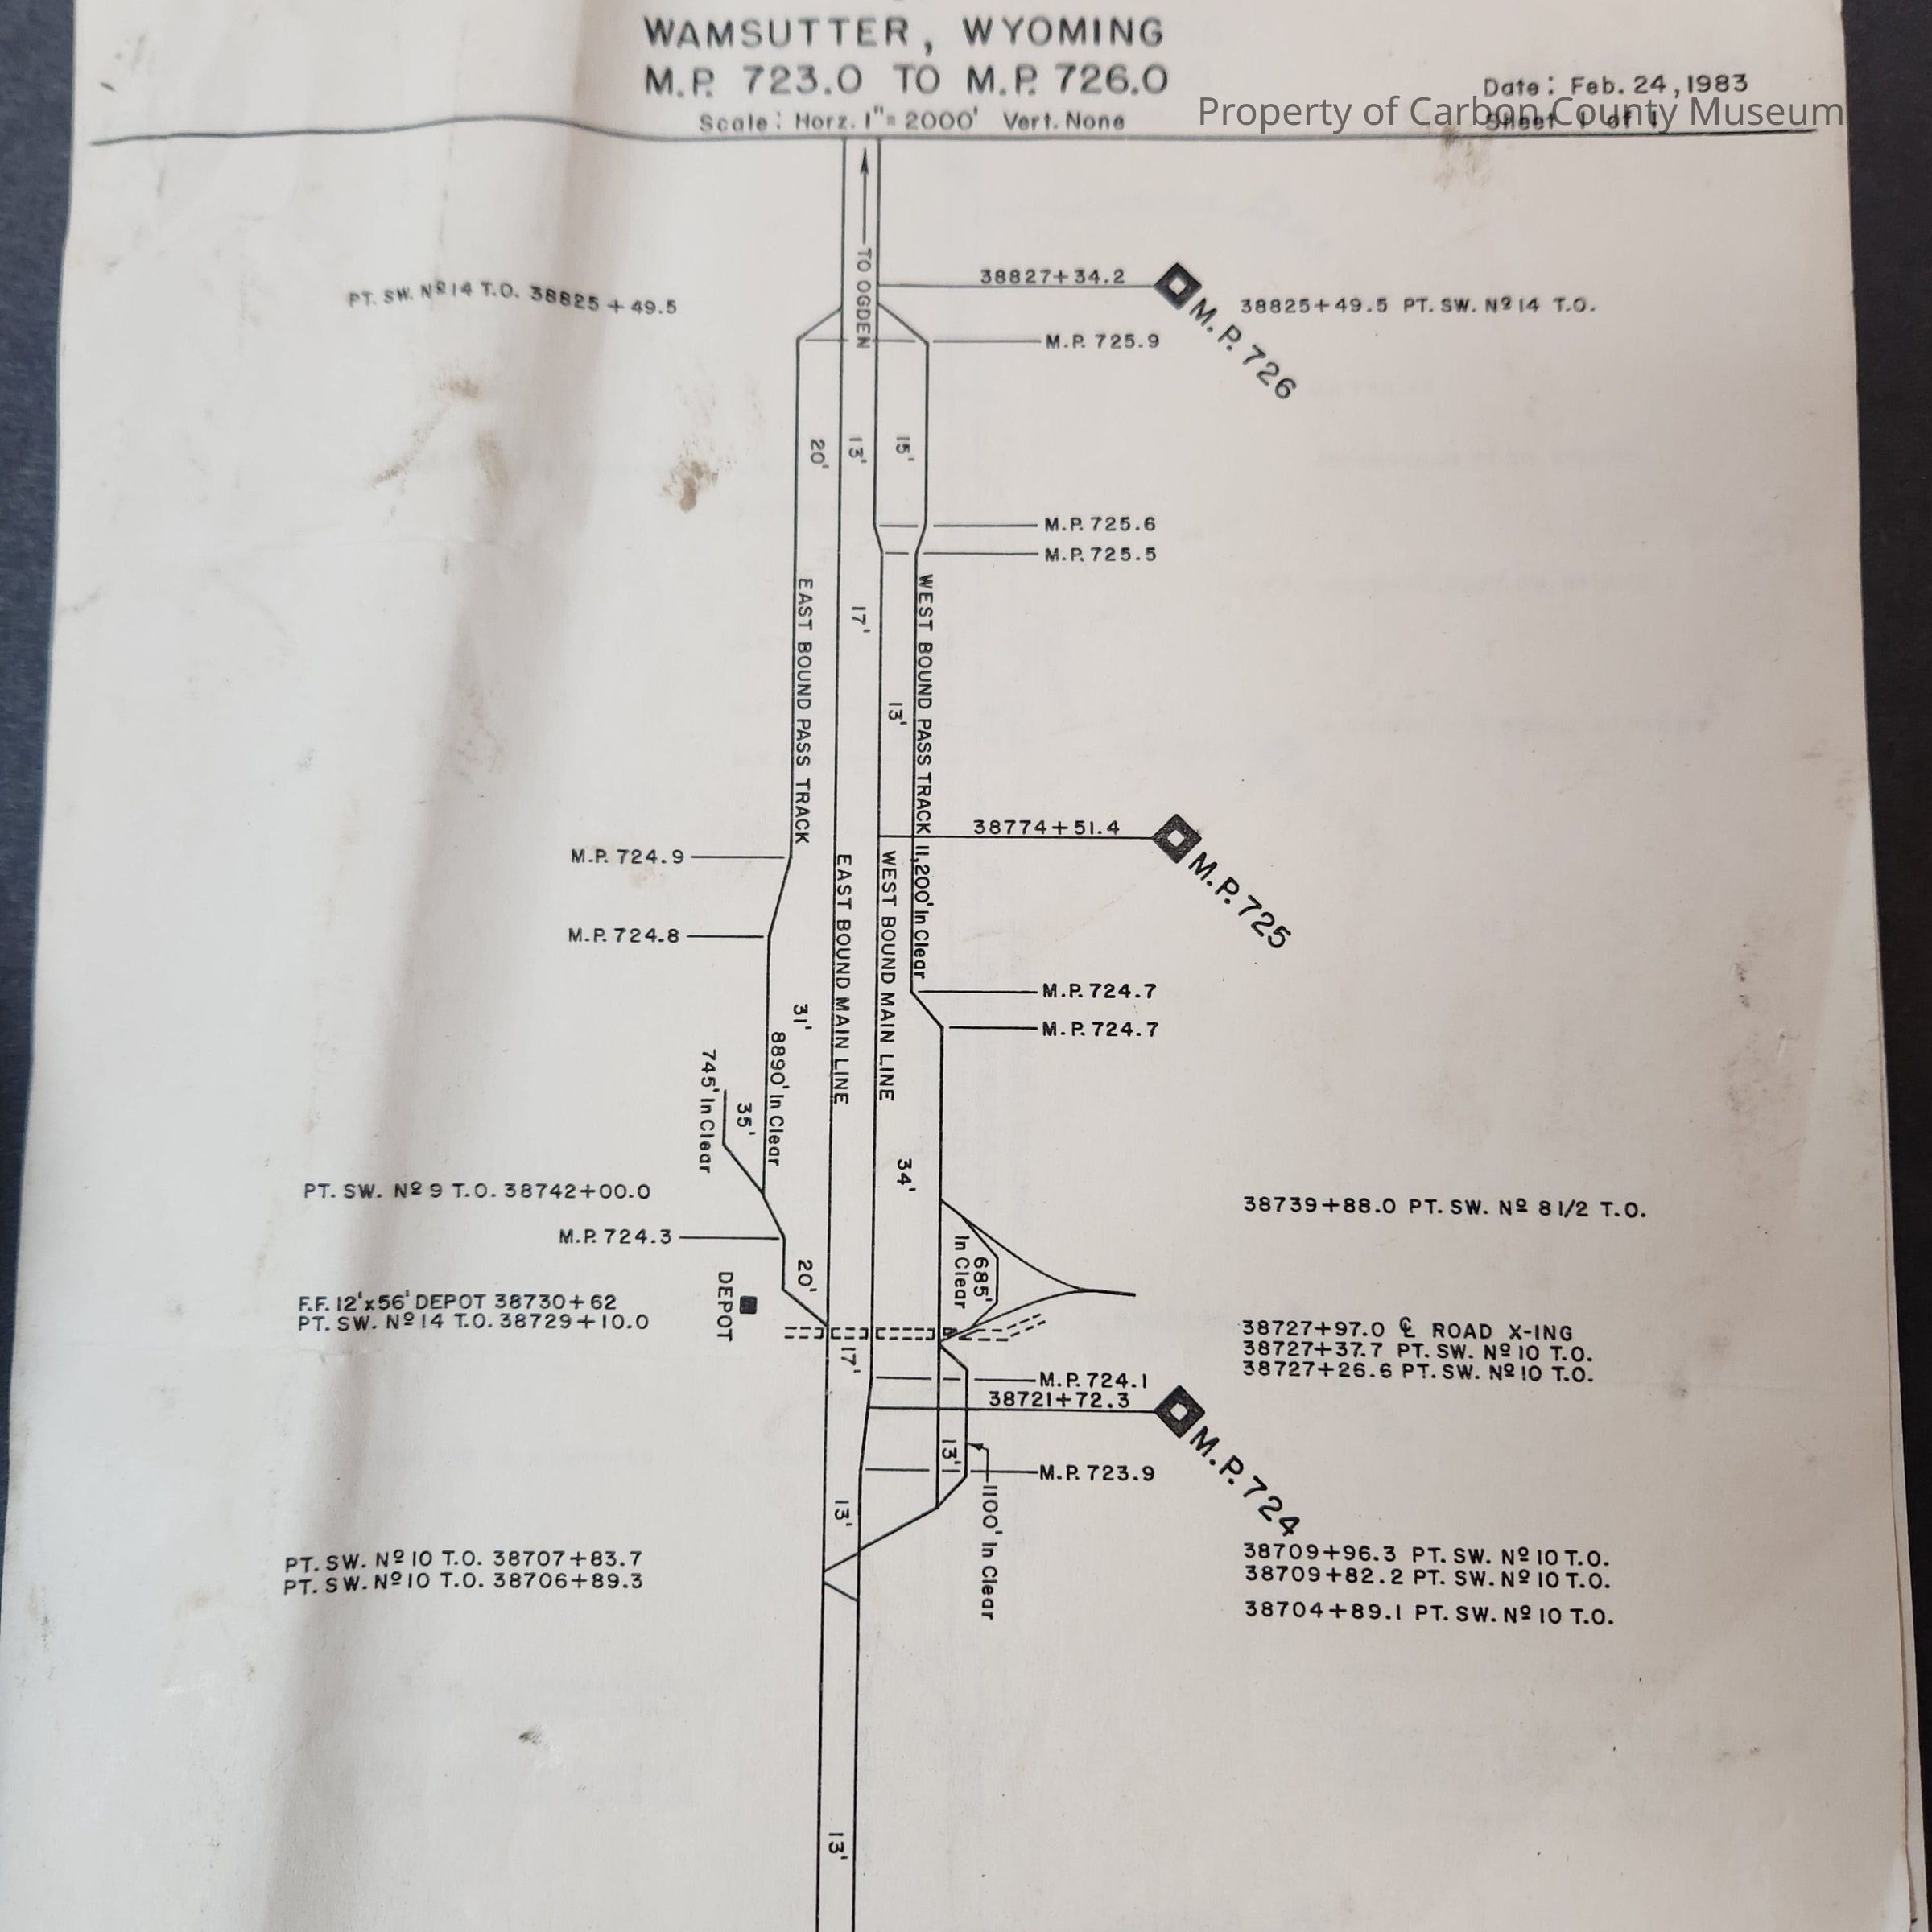 WAMSUTTER, WYOMING
M.P. 723.0 TO M.P. 726.0
Date: Feb. 24, 1983
Scale: Horz. 1"= 2000' Vert. None
Sheet 1 of 1
Property of Carbon County Museum
TO OGDEN
38827+34.2
M.P. 726
PT. SW. Nº 14 T.O. 38825+49.5
38825+49.5 PT. SW. Nº 14 T.O.
M.P. 725.9
20'
13'
15'
M.P. 725.6
M.P. 725.5
EAST BOUND PASS TRACK
17'
13'
WEST BOUND PASS TRACK 11,200' In Clear
38774+51.4
M.P. 725
M.P. 724.9
EAST BOUND MAIN LINE
WEST BOUND MAIN LINE
M.P. 724.8
M.P. 724.7
M.P. 724.7
31'
8890' In Clear
745' In Clear
35'
34'
PT. SW. Nº 9 T.O. 38742+00.0
38739+88.0 PT. SW. Nº 8 1/2 T.O.
M.P. 724.3
20'
685'
In Clear
DEPOT
F.F. 12'x56' DEPOT 38730+62
PT. SW. Nº 14 T.O. 38729+10.0
38727+97.0 ℄ ROAD X-ING
38727+37.7 PT. SW. Nº 10 T.O.
38727+26.6 PT. SW. Nº 10 T.O.
17'
M.P. 724.1
38721+72.3
M.P. 724
13'
M.P. 723.9
13'
1100' In Clear
PT. SW. Nº 10 T.O. 38707+83.7
PT. SW. Nº 10 T.O. 38706+89.3
38709+96.3 PT. SW. Nº 10 T.O.
38709+82.2 PT. SW. Nº 10 T.O.
38704+89.1 PT. SW. Nº 10 T.O.
13'